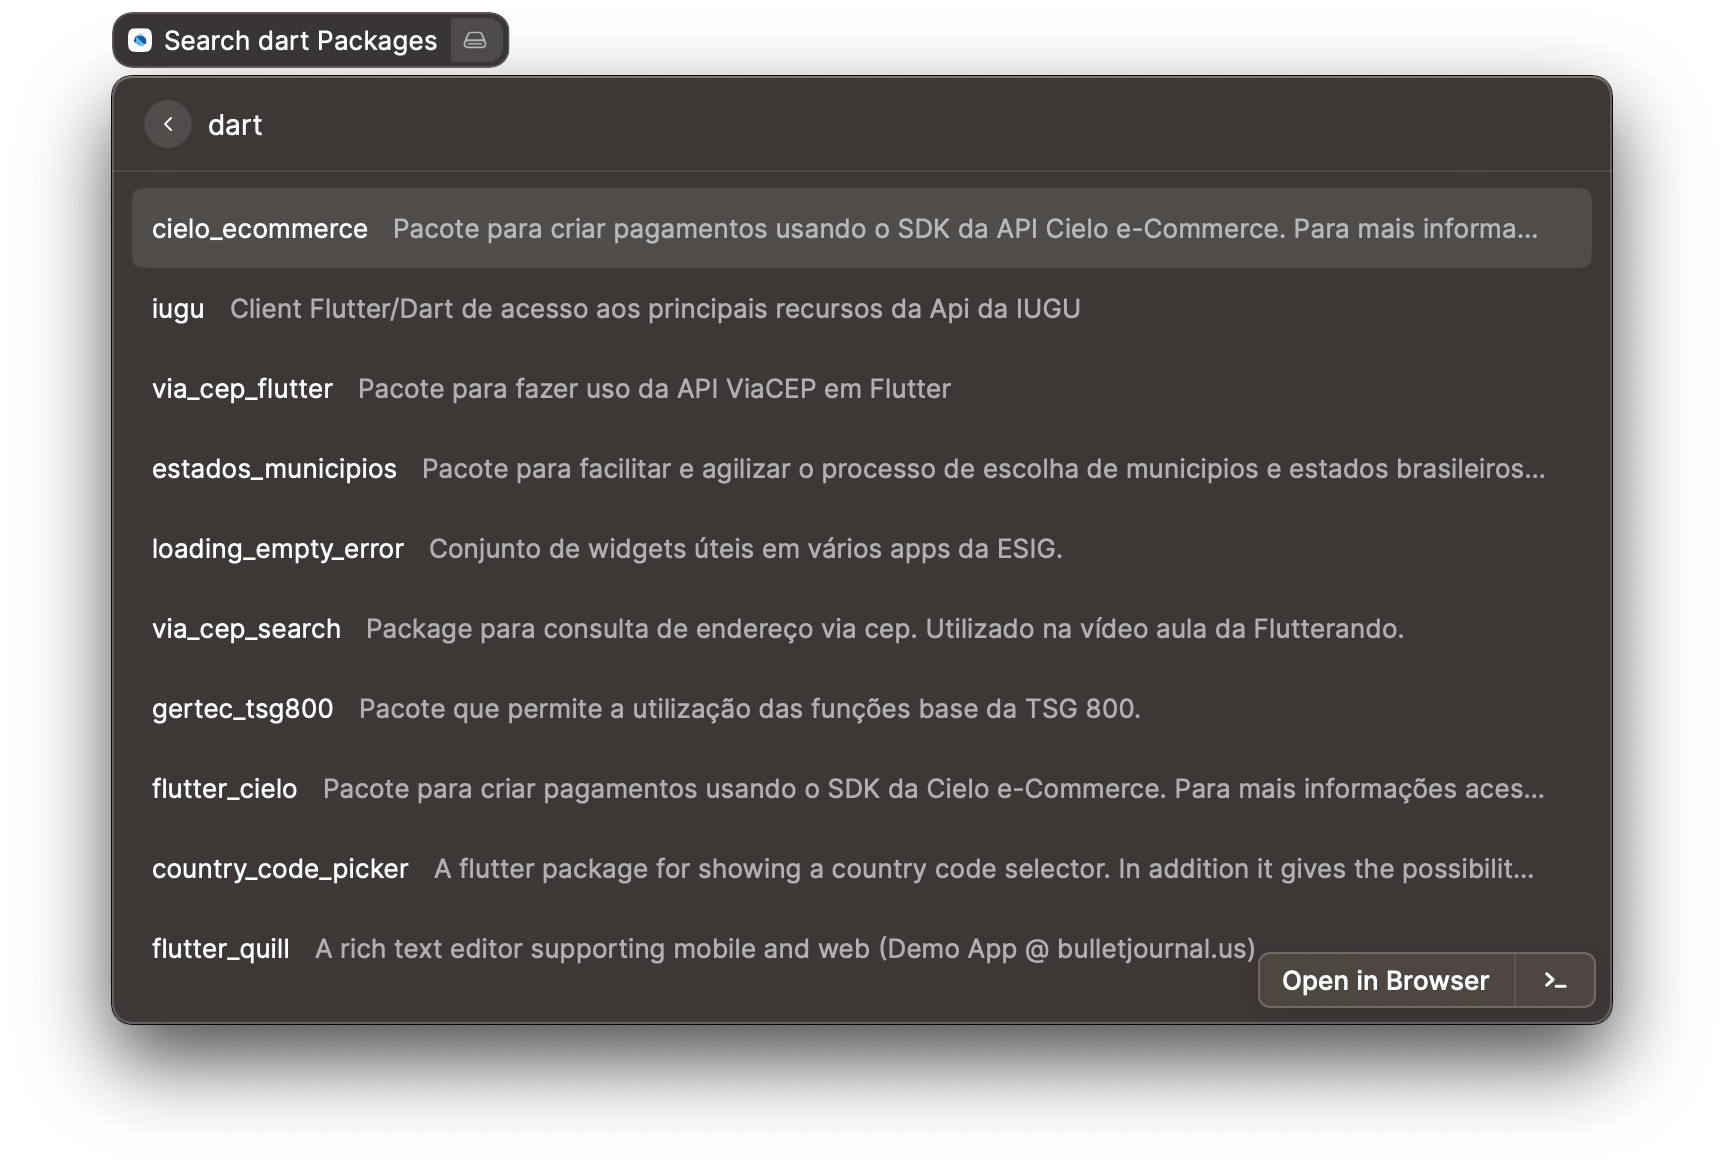 Search dart Packages
dart
cielo_ecommerce Pacote para criar pagamentos usando o SDK da API Cielo e-Commerce. Para mais informa...
iugu Client Flutter/Dart de acesso aos principais recursos da Api da IUGU
via_cep_flutter Pacote para fazer uso da API ViaCEP em Flutter
estados_municipios Pacote para facilitar e agilizar o processo de escolha de municipios e estados brasileiros...
loading_empty_error Conjunto de widgets úteis em vários apps da ESIG.
via_cep_search Package para consulta de endereço via cep. Utilizado na vídeo aula da Flutterando.
gertec_tsg800 Pacote que permite a utilização das funções base da TSG 800.
flutter_cielo Pacote para criar pagamentos usando o SDK da Cielo e-Commerce. Para mais informações aces...
country_code_picker A flutter package for showing a country code selector. In addition it gives the possibilit...
flutter_quill A rich text editor supporting mobile and web (Demo App @ bulletjournal.us)
Open in Browser